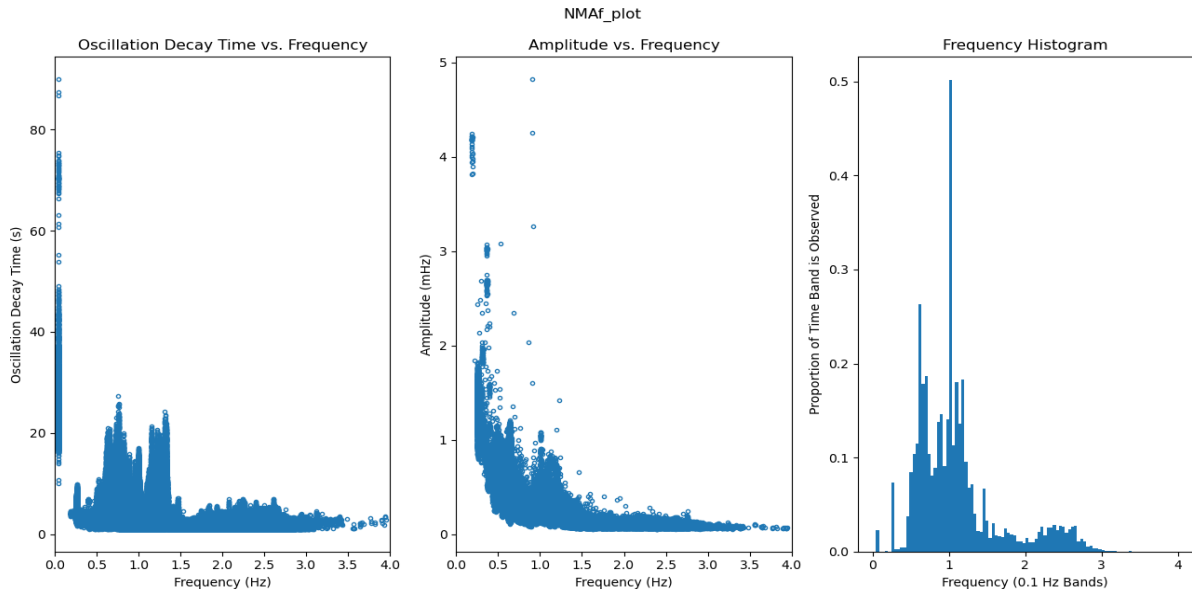 NMAf_plot
Oscillation Decay Time vs. Frequency
Oscillation Decay Time (s)
80
60
40
20
0
0.0 0.5 1.0 1.5 2.0 2.5 3.0 3.5 4.0
Frequency (Hz)
Amplitude vs. Frequency
Amplitude (mHz)
5
4
3
2
1
0
0.0 0.5 1.0 1.5 2.0 2.5 3.0 3.5 4.0
Frequency (Hz)
Frequency Histogram
Proportion of Time Band is Observed
0.5
0.4
0.3
0.2
0.1
0.0
0 1 2 3 4
Frequency (0.1 Hz Bands)